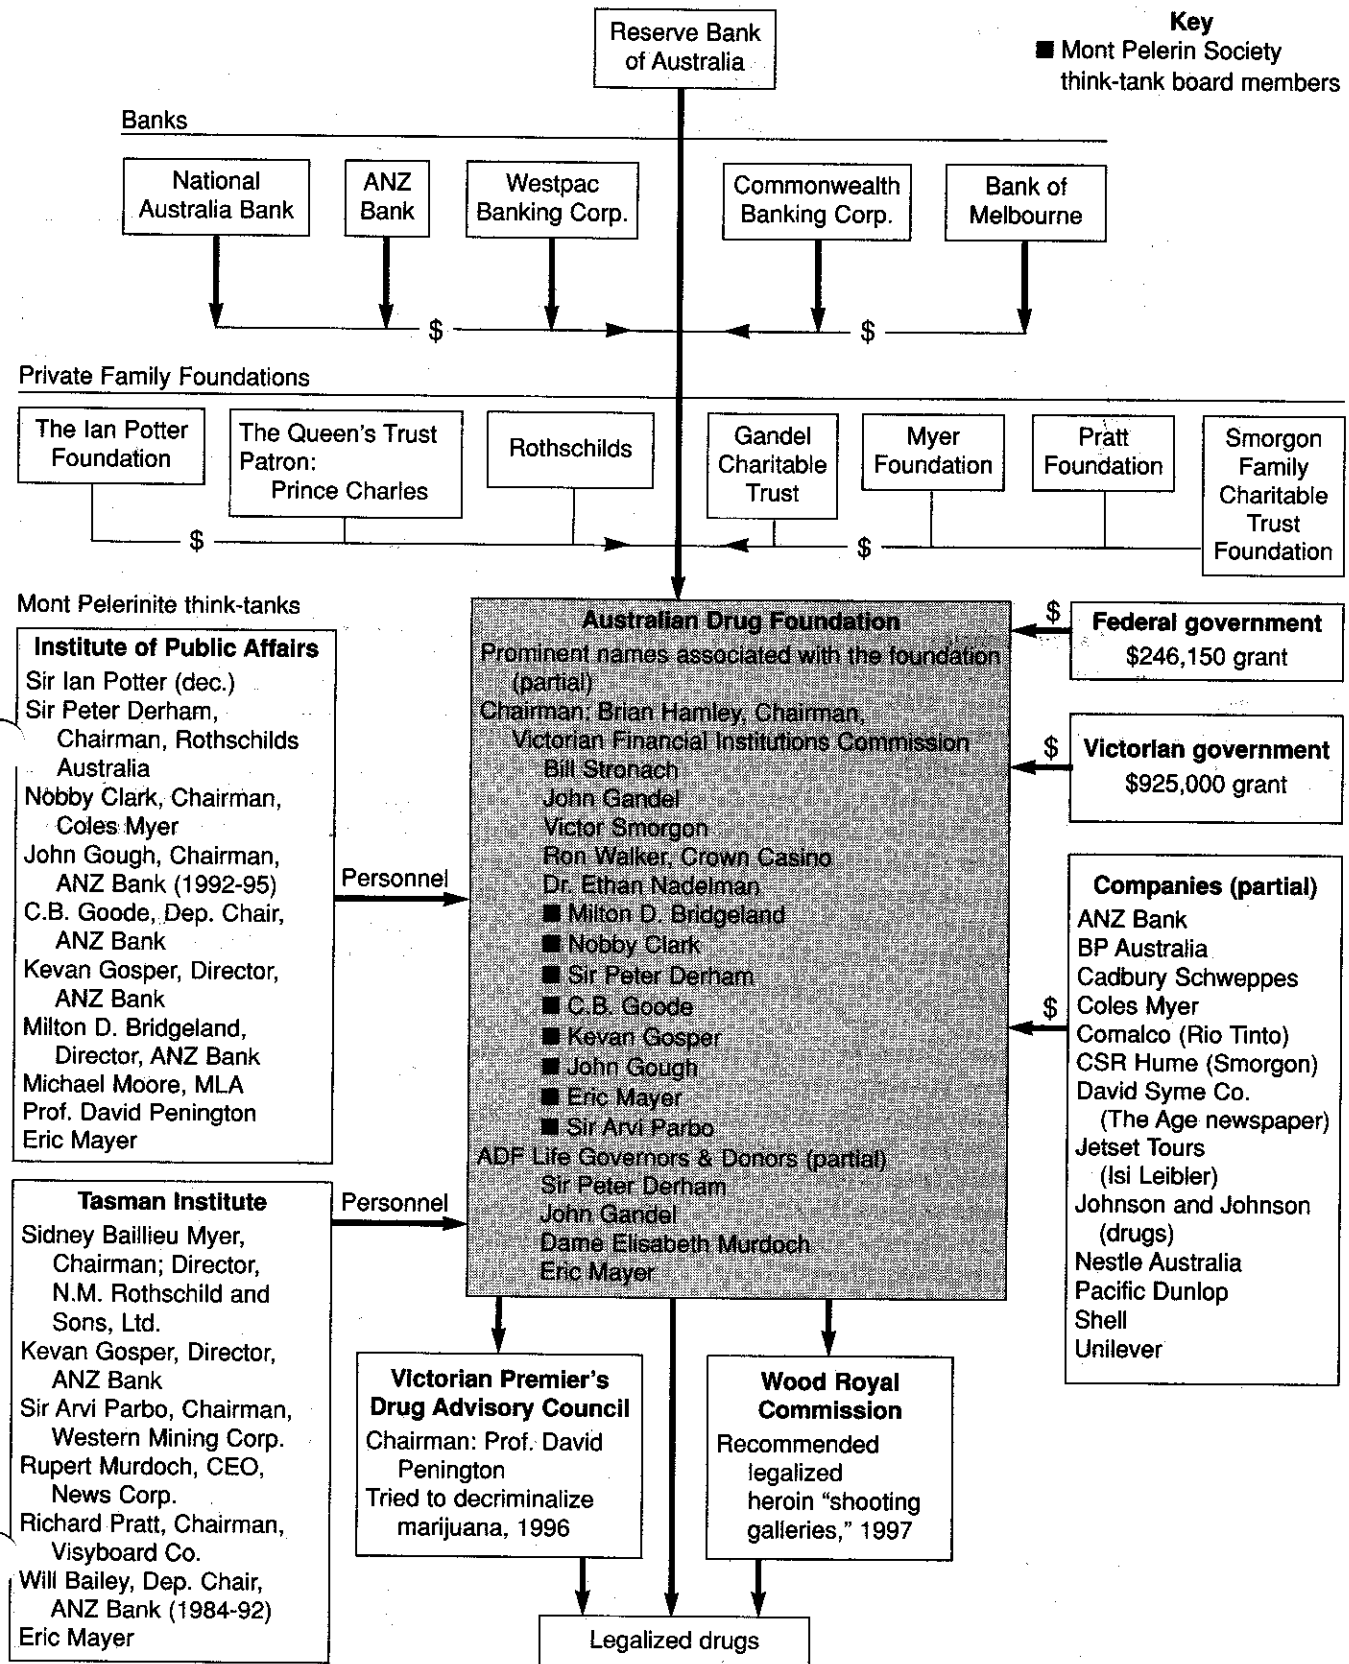 Reserve Bank
of Australia
Key
■ Mont Pelerin Society
think-tank board members
Banks
National
Australia Bank
ANZ
Bank
Westpac
Banking Corp.
Commonwealth
Banking Corp.
Bank of
Melbourne
$
$
Private Family Foundations
The Ian Potter
Foundation
The Queen's Trust
Patron:
Prince Charles
Rothschilds
Gandel
Charitable
Trust
Myer
Foundation
Pratt
Foundation
Smorgon
Family
Charitable
Trust
Foundation
$
$
Mont Pelerinite think-tanks
Institute of Public Affairs
Sir Ian Potter (dec.)
Sir Peter Derham,
Chairman, Rothschilds
Australia
Nobby Clark, Chairman,
Coles Myer
John Gough, Chairman,
ANZ Bank (1992-95)
C.B. Goode, Dep. Chair,
ANZ Bank
Kevan Gosper, Director,
ANZ Bank
Milton D. Bridgeland,
Director, ANZ Bank
Michael Moore, MLA
Prof. David Penington
Eric Mayer
Personnel
Tasman Institute
Sidney Baillieu Myer,
Chairman; Director,
N.M. Rothschild and
Sons, Ltd.
Kevan Gosper, Director,
ANZ Bank
Sir Arvi Parbo, Chairman,
Western Mining Corp.
Rupert Murdoch, CEO,
News Corp.
Richard Pratt, Chairman,
Visyboard Co.
Will Bailey, Dep. Chair,
ANZ Bank (1984-92)
Eric Mayer
Personnel
Australian Drug Foundation
Prominent names associated with the foundation
(partial)
Chairman: Brian Hamley, Chairman,
Victorian Financial Institutions Commission
Bill Stronach
John Gandel
Victor Smorgon
Ron Walker, Crown Casino
Dr. Ethan Nadelman
■ Milton D. Bridgeland
■ Nobby Clark
■ Sir Peter Derham
■ C.B. Goode
■ Kevan Gosper
■ John Gough
■ Eric Mayer
■ Sir Arvi Parbo
ADF Life Governors & Donors (partial)
Sir Peter Derham
John Gandel
Dame Elisabeth Murdoch
Eric Mayer
$
Federal government
$246,150 grant
$
Victorian government
$925,000 grant
$
Companies (partial)
ANZ Bank
BP Australia
Cadbury Schweppes
Coles Myer
Comalco (Rio Tinto)
CSR Hume (Smorgon)
David Syme Co.
(The Age newspaper)
Jetset Tours
(Isi Leibler)
Johnson and Johnson
(drugs)
Nestle Australia
Pacific Dunlop
Shell
Unilever
Victorian Premier's
Drug Advisory Council
Chairman: Prof. David
Penington
Tried to decriminalize
marijuana, 1996
Wood Royal
Commission
Recommended
legalized
heroin "shooting
galleries," 1997
Legalized drugs